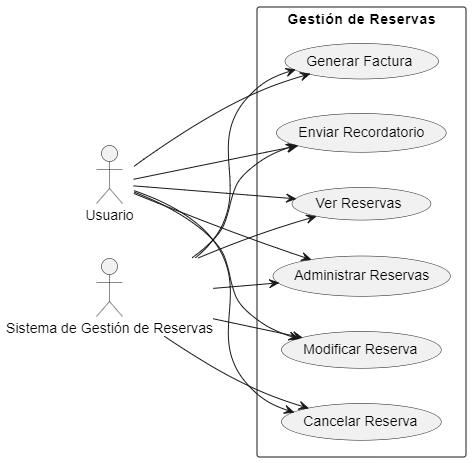 Gestión de Reservas
Generar Factura
Enviar Recordatorio
Ver Reservas
Usuario
Administrar Reservas
Sistema de Gestión de Reservas
Modificar Reserva
Cancelar Reserva